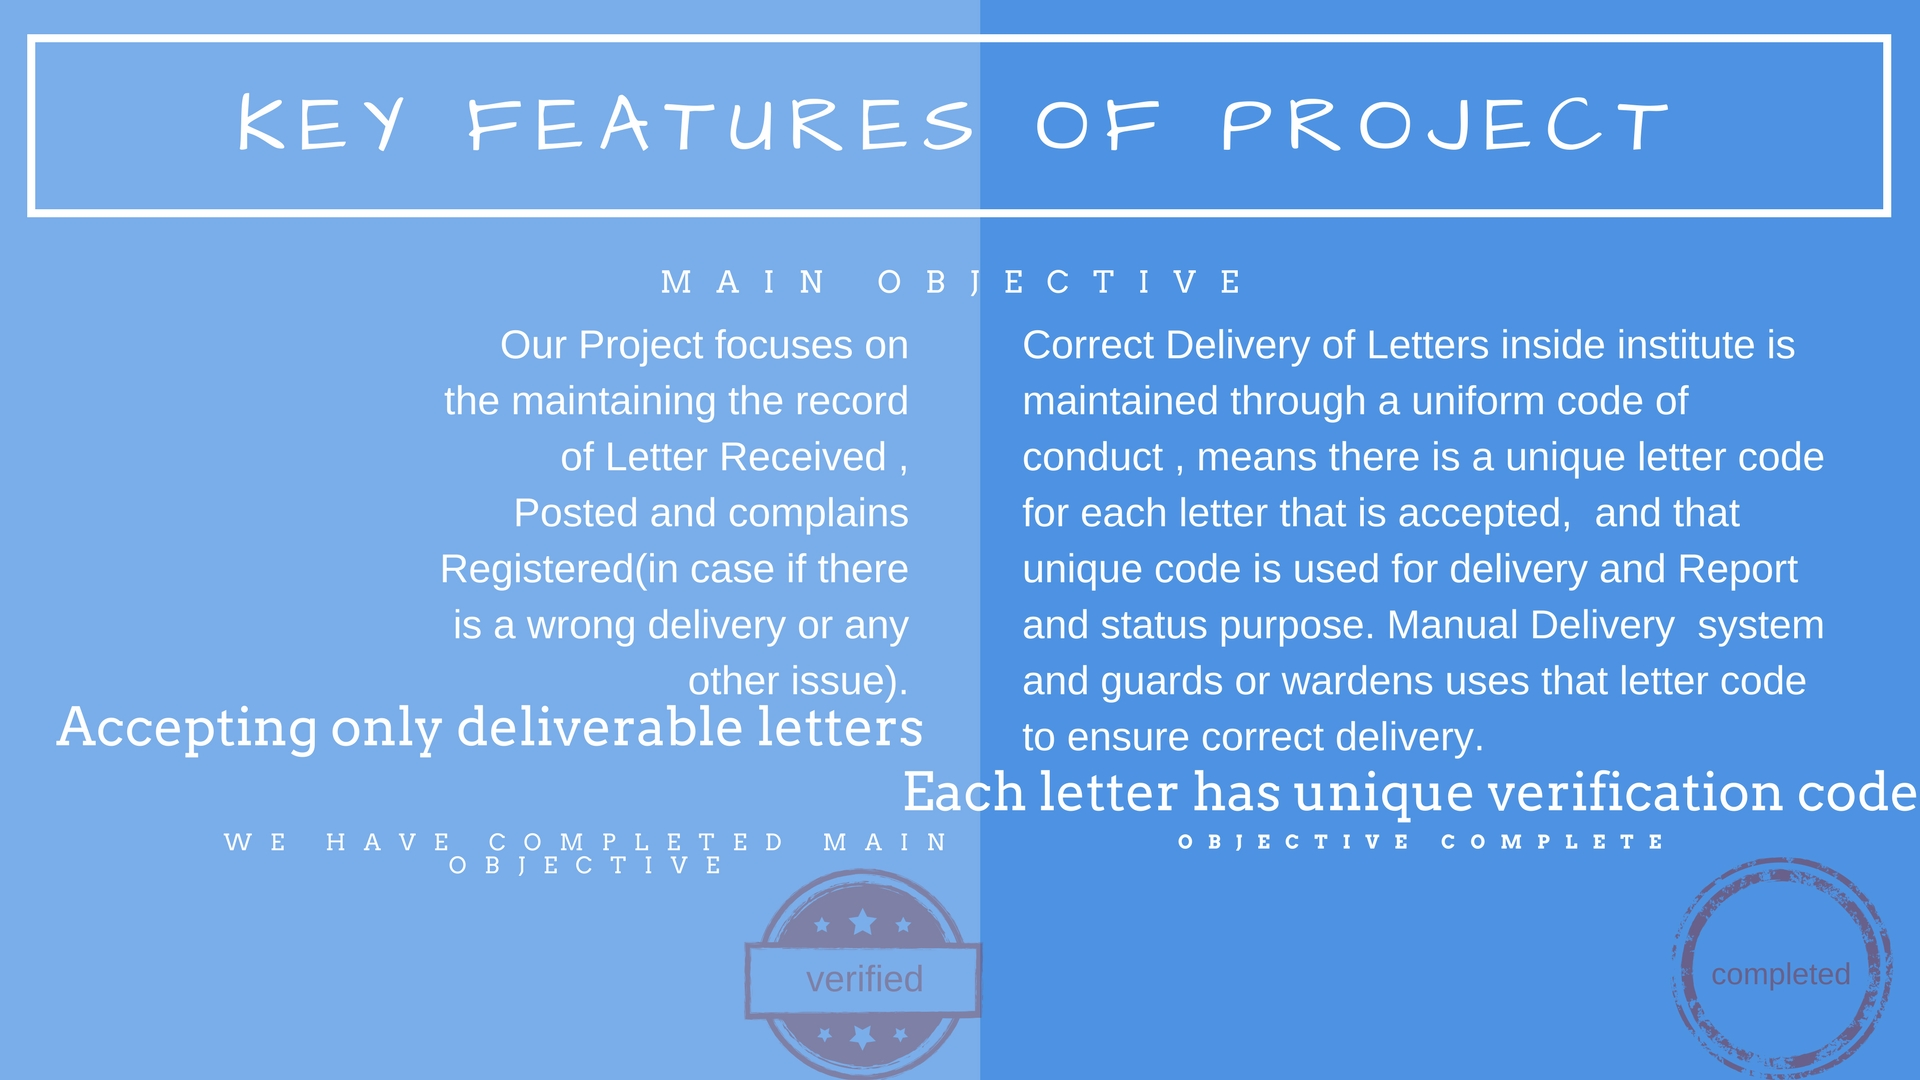 KEY FEATURES OF PROJECT
MAIN OBJECTIVE
Our Project focuses on
the maintaining the record
of Letter Received ,
Posted and complains
Registered(in case if there
is a wrong delivery or any
other issue).
Accepting only deliverable letters
WE HAVE COMPLETED MAIN
OBJECTIVE
verified
Correct Delivery of Letters inside institute is
maintained through a uniform code of
conduct , means there is a unique letter code
for each letter that is accepted,  and that
unique code is used for delivery and Report
and status purpose. Manual Delivery  system
and guards or wardens uses that letter code
to ensure correct delivery.
Each letter has unique verification code
OBJECTIVE COMPLETE
completed